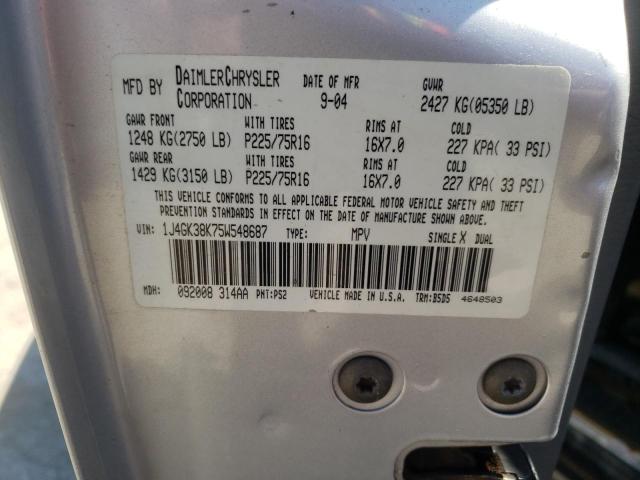 MFD BY DAIMLERCHRYSLER CORPORATION DATE OF MFR 9-04 GVWR 2427 KG(05350 LB)
GAWR FRONT WITH TIRES RIMS AT COLD
1248 KG(2750 LB) P225/75R16 16X7.0 227 KPA( 33 PSI)
GAWR REAR WITH TIRES RIMS AT COLD
1429 KG(3150 LB) P225/75R16 16X7.0 227 KPA( 33 PSI)
THIS VEHICLE CONFORMS TO ALL APPLICABLE FEDERAL MOTOR VEHICLE SAFETY AND THEFT
PREVENTION STANDARDS IN EFFECT ON THE DATE OF MANUFACTURE SHOWN ABOVE.
VIN: 1J4GK38K75W548687 TYPE: MPV SINGLE X DUAL
MDH: 092008 314AA PNT:PS2 VEHICLE MADE IN U.S.A. TRM:B5D5 4648503